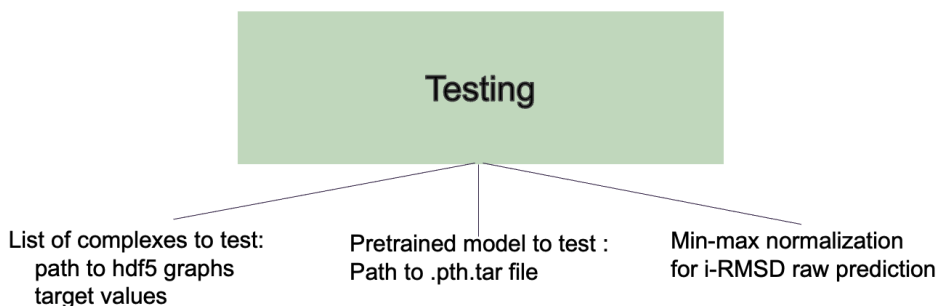 Testing
List of complexes to test:
path to hdf5 graphs
target values
Pretrained model to test :
Path to .pth.tar file
Min-max normalization
for i-RMSD raw prediction